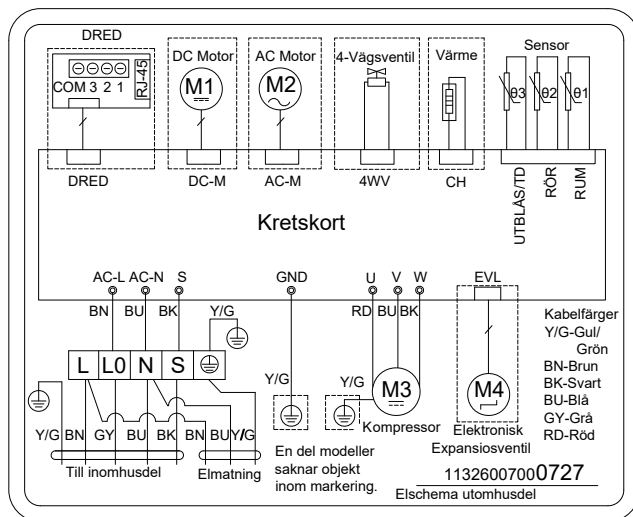 DRED
DC Motor
AC Motor
4-Vägsventil
Värme
Sensor
COM 3 2 1
RJ-45
M1
M2
θ3
θ2
θ1
DRED
DC-M
AC-M
4WV
CH
UTBLÅS/TD
RÖR
RUM
Kretskort
AC-L
AC-N
S
GND
U
V
W
EVL
BN
BU
BK
Y/G
RD
BU
BK
L
L0
N
S
Y/G
Y/G
M3
Kompressor
M4
Elektronisk
Expansiosventil
Y/G
BN
GY
BU
BK
BN
BU
Y/G
Till inomhusdel
Elmatning
En del modeller
saknar objekt
inom markering.
Kabelfärger
Y/G-Gul/
Grön
BN-Brun
BK-Svart
BU-Blå
GY-Grå
RD-Röd
11326007000727
Elschema utomhusdel